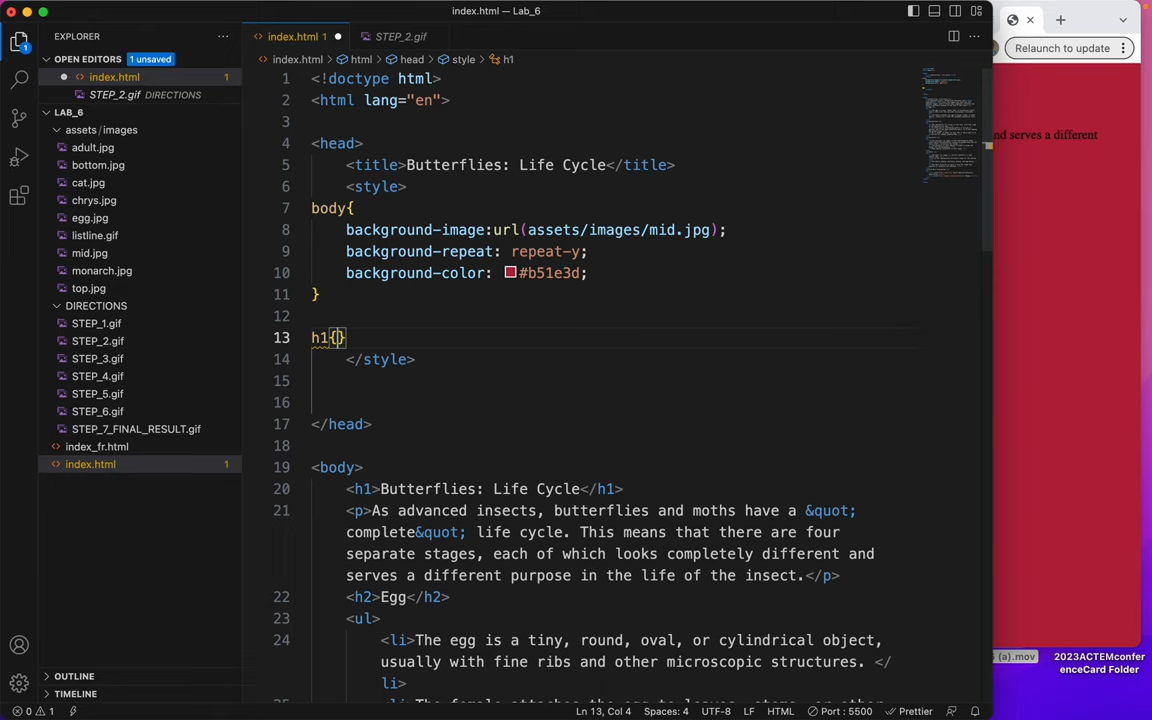 index.html — Lab_6
EXPLORER
index.html 1
STEP_2.gif
Relaunch to update
OPEN EDITORS 1 unsaved
index.html > html > head > style > h1
index.html 1
STEP_2.gif DIRECTIONS
LAB_6
assets/images
adult.jpg
bottom.jpg
cat.jpg
chrys.jpg
egg.jpg
listline.gif
mid.jpg
monarch.jpg
top.jpg
DIRECTIONS
STEP_1.gif
STEP_2.gif
STEP_3.gif
STEP_4.gif
STEP_5.gif
STEP_6.gif
STEP_7_FINAL_RESULT.gif
index_fr.html
index.html 1
OUTLINE
TIMELINE
1 <!doctype html>
2 <html lang="en">
3
4 <head>
5 <title>Butterflies: Life Cycle</title>
6 <style>
7 body{
8 background-image:url(assets/images/mid.jpg);
9 background-repeat: repeat-y;
10 background-color: #b51e3d;
11 }
12
13 h1{}
14 </style>
15
16
17 </head>
18
19 <body>
20 <h1>Butterflies: Life Cycle</h1>
21 <p>As advanced insects, butterflies and moths have a &quot;
complete&quot; life cycle. This means that there are four
separate stages, each of which looks completely different and
serves a different purpose in the life of the insect.</p>
22 <h2>Egg</h2>
23 <ul>
24 <li>The egg is a tiny, round, oval, or cylindrical object,
usually with fine ribs and other microscopic structures. </
li>
and serves a different
(a).mov
2023ACTEMconfer
enceCard Folder
0 1
Ln 13, Col 4
Spaces: 4
UTF-8
LF
HTML
Port : 5500
Prettier